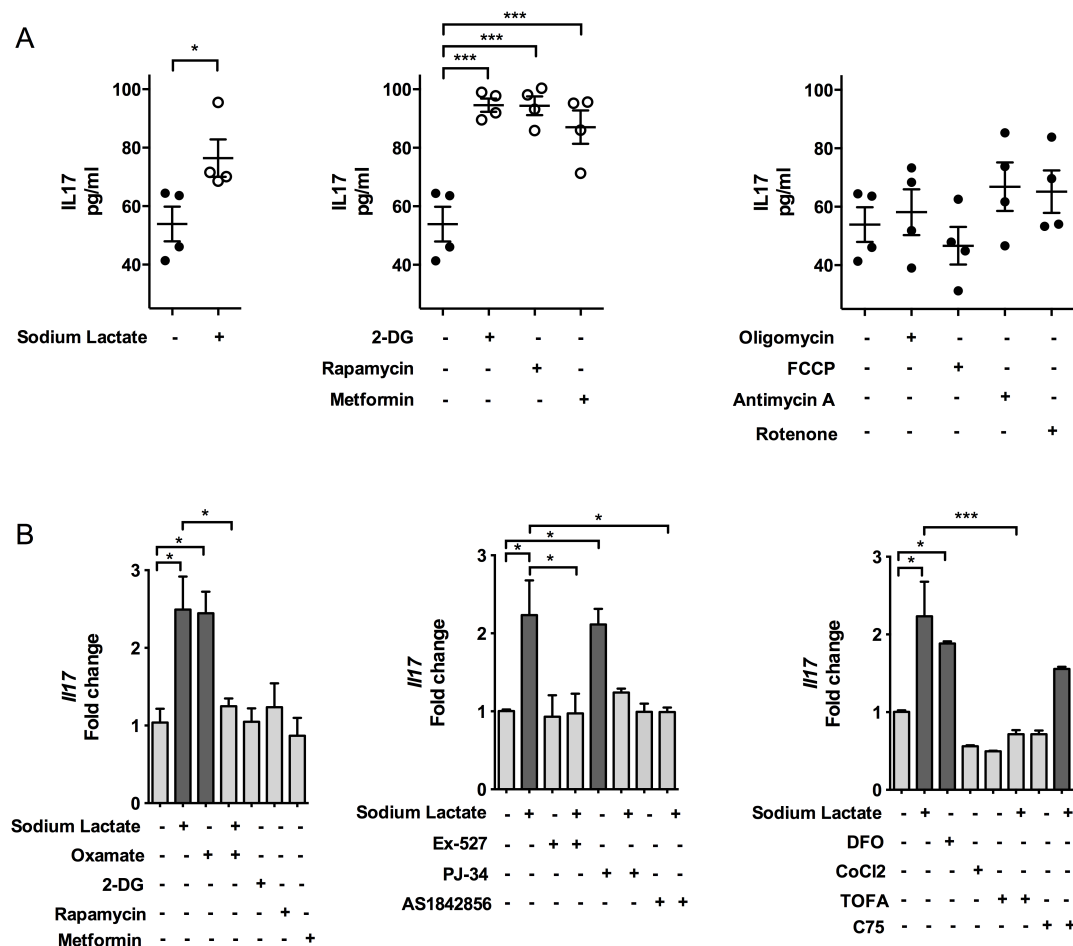 A
*
100
80
60
40
IL17
pg/ml
Sodium Lactate - +
***
***
***
100
80
60
40
IL17
pg/ml
2-DG - + - -
Rapamycin - - + -
Metformin - - - +
100
80
60
40
IL17
pg/ml
Oligomycin - + - - -
FCCP - - + - -
Antimycin A - - - + -
Rotenone - - - - +
B
*
*
*
3
2
1
0
Il17
Fold change
Sodium Lactate - + - + - - -
Oxamate - - + + - - -
2-DG - - - - + - -
Rapamycin - - - - - + -
Metformin - - - - - - +
*
*
*
*
3
2
1
0
Il17
Fold change
Sodium Lactate - + - + - + - +
Ex-527 - - + + - - - -
PJ-34 - - - - + + - -
AS1842856 - - - - - - + +
***
*
*
3
2
1
0
Il17
Fold change
Sodium Lactate - + - - - + - +
DFO - - + - - - - -
CoCl2 - - - + - - - -
TOFA - - - - + + - -
C75 - - - - - - + +